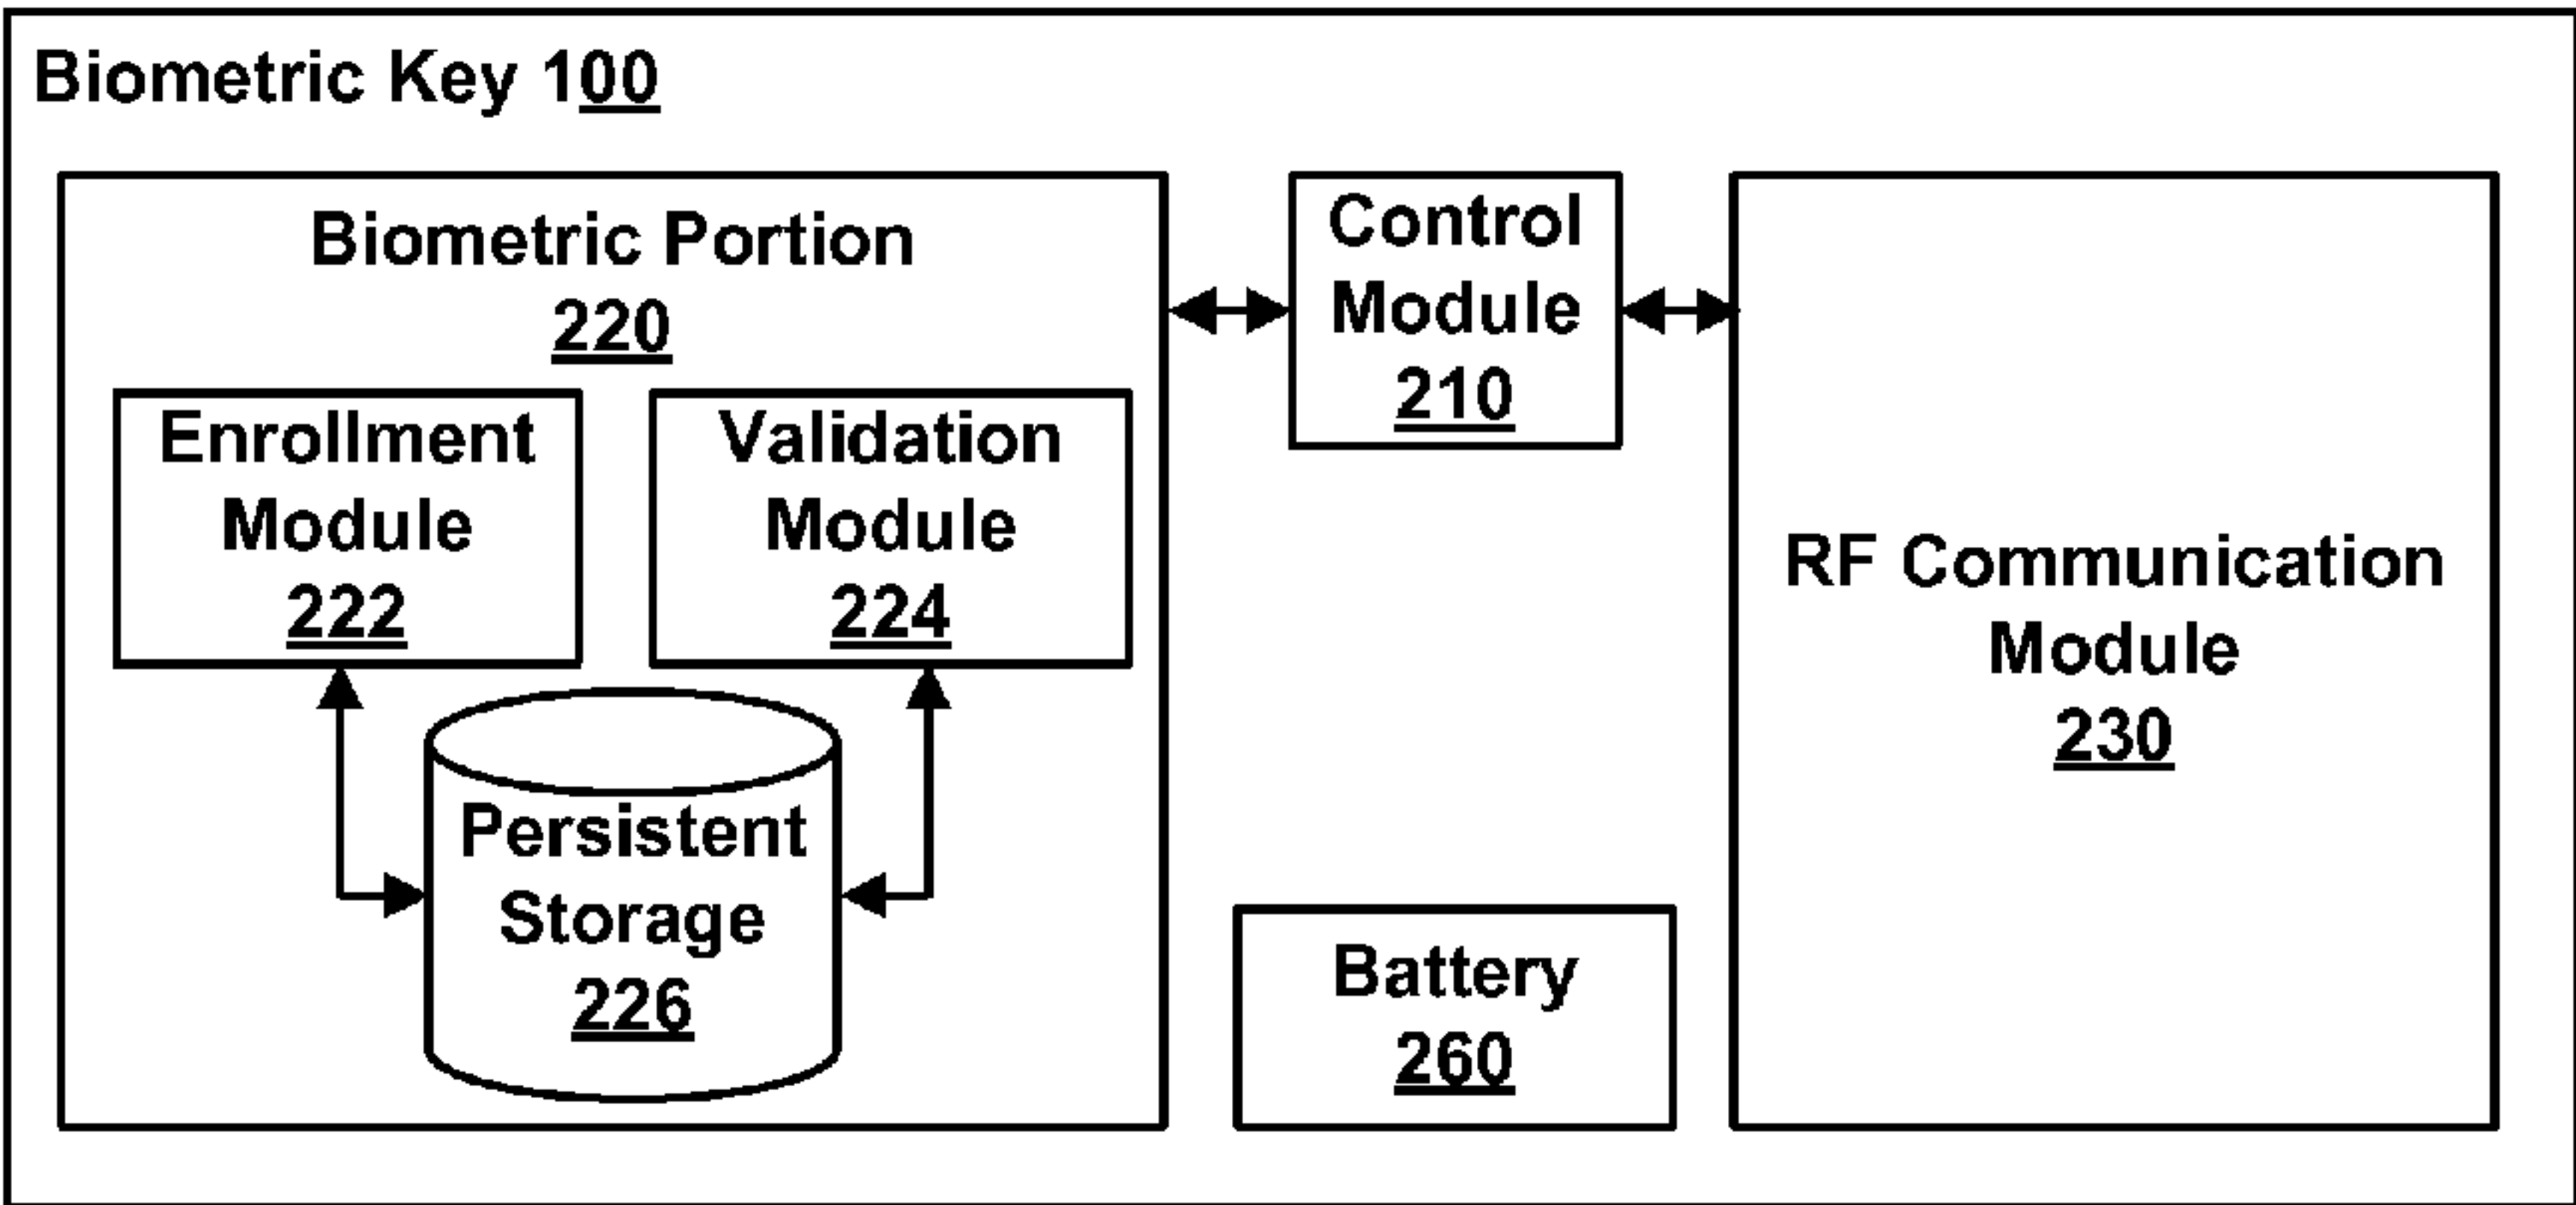 Biometric Key 100
Biometric Portion
220
Enrollment
Module
222
Validation
Module
224
Persistent
Storage
226
Control
Module
210
Battery
260
RF Communication
Module
230